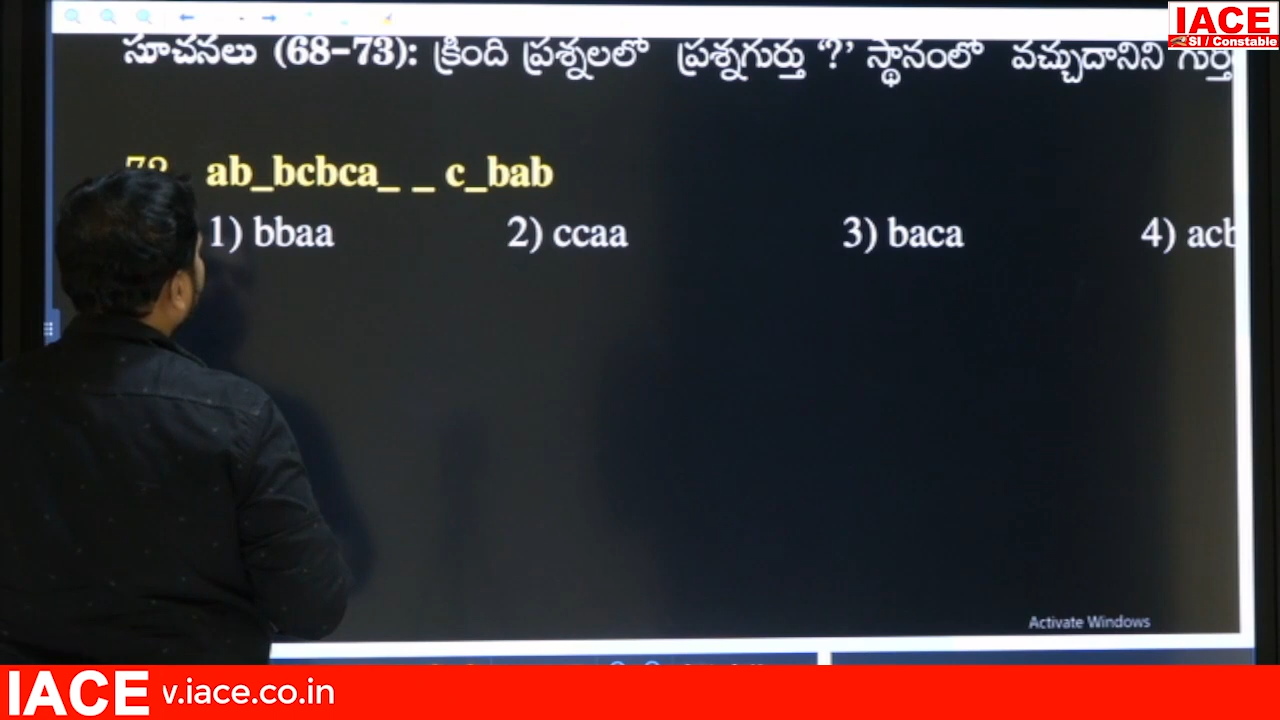 IACE
SI / Constable
సూచనలు (68-73): క్రింది ప్రశ్నలలో ప్రశ్నగుర్తు '?' స్థానంలో వచ్చుదానిని
ab_bcbca_ _ c_bab
1) bbaa 2) ccaa 3) baca 4)
Activate Windows
IACE v.iace.co.in